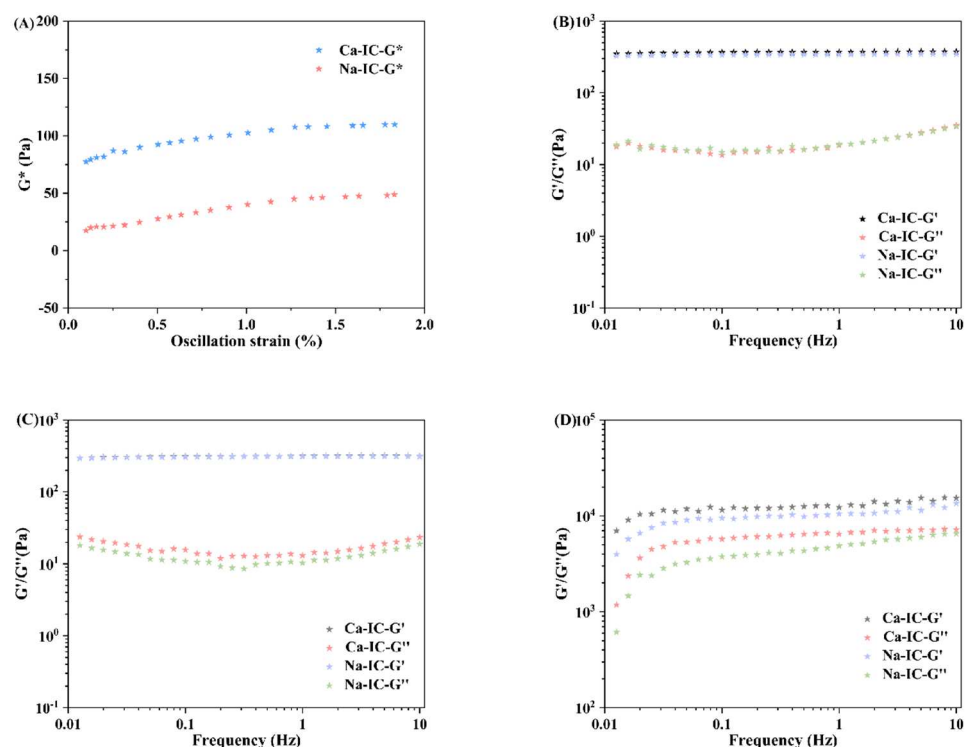 (A)
200
150
100
50
0
-50
G* (Pa)
Ca-IC-G*
Na-IC-G*
0.0 0.5 1.0 1.5 2.0
Oscillation strain (%)
(B)
10³
10²
10¹
10⁰
10⁻¹
G'/G''(Pa)
Ca-IC-G'
Ca-IC-G''
Na-IC-G'
Na-IC-G''
0.01 0.1 1 10
Frequency (Hz)
(C)
10³
10²
10¹
10⁰
10⁻¹
G'/G''(Pa)
Ca-IC-G'
Ca-IC-G''
Na-IC-G'
Na-IC-G''
0.01 0.1 1 10
Frequency (Hz)
(D)
10⁵
10⁴
10³
10²
G'/G''(Pa)
Ca-IC-G'
Ca-IC-G''
Na-IC-G'
Na-IC-G''
0.01 0.1 1 10
Frequency (Hz)